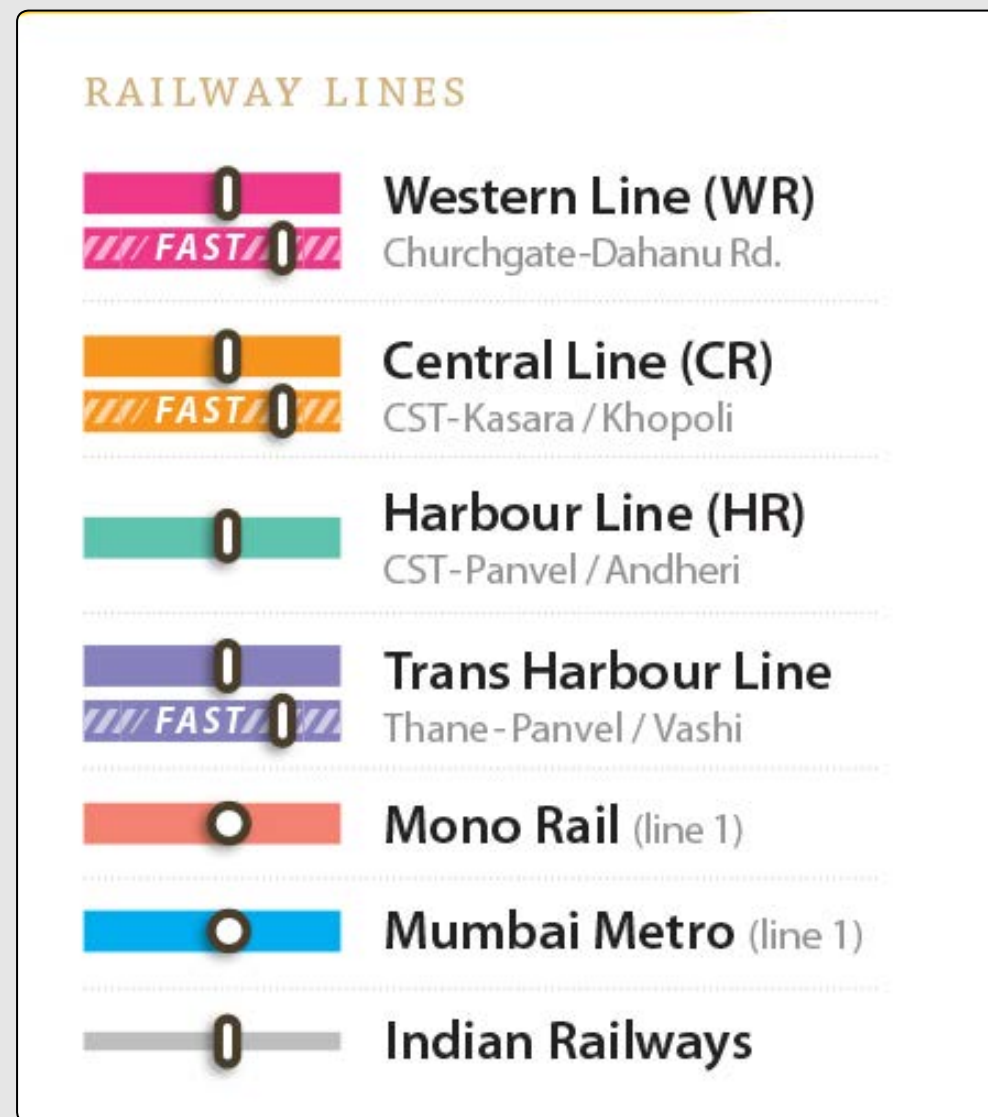 RAILWAY LINES
Western Line (WR)
FAST
Churchgate-Dahanu Rd.
Central Line (CR)
FAST
CST-Kasara / Khopoli
Harbour Line (HR)
CST-Panvel / Andheri
Trans Harbour Line
FAST
Thane-Panvel / Vashi
Mono Rail (line 1)
Mumbai Metro (line 1)
Indian Railways